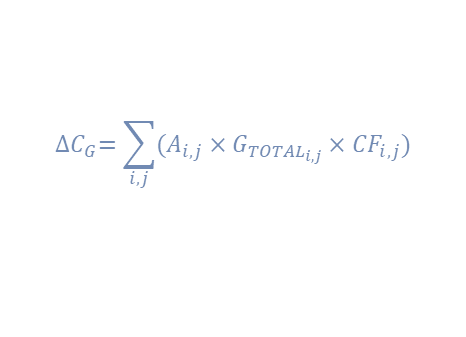 ΔC_G = ∑_{i,j} (A_{i,j} × G_{TOTAL_{i,j}} × CF_{i,j})